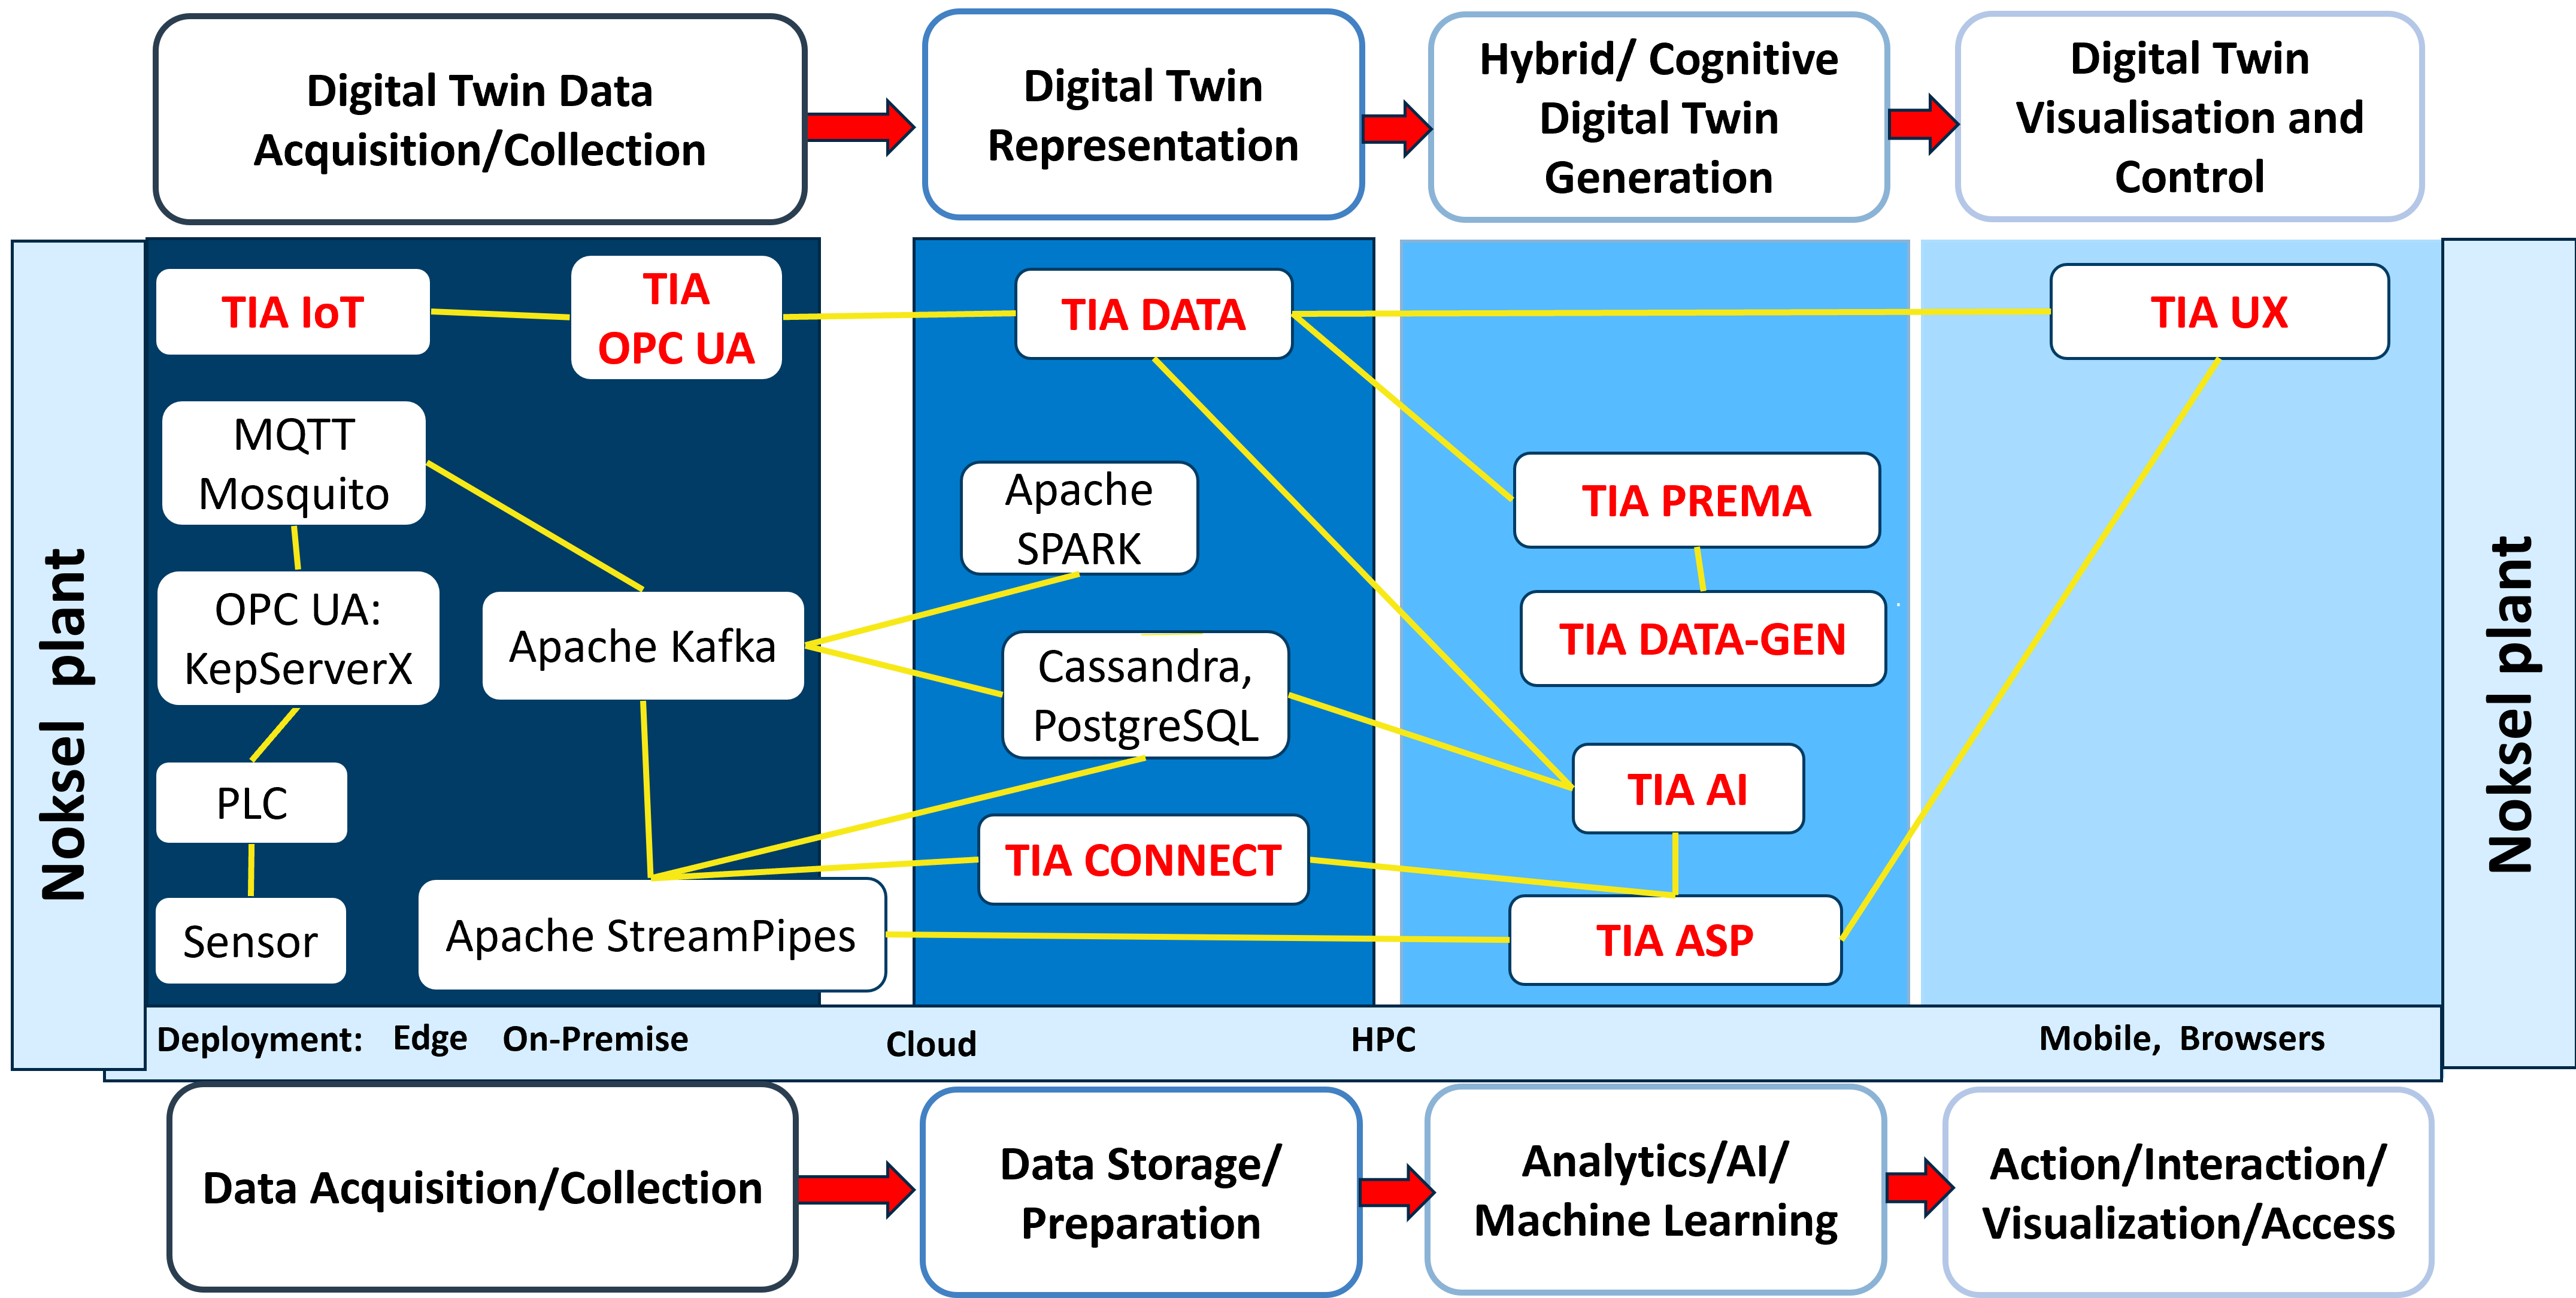 Digital Twin Data
Acquisition/Collection
Digital Twin
Representation
Hybrid/ Cognitive
Digital Twin
Generation
Digital Twin
Visualisation and
Control
Noksel plant
TIA IoT
TIA
OPC UA
MQTT
Mosquito
OPC UA:
KepServerX
Apache Kafka
PLC
Sensor
Apache StreamPipes
TIA DATA
Apache
SPARK
Cassandra,
PostgreSQL
TIA CONNECT
TIA PREMA
TIA DATA-GEN
TIA AI
TIA ASP
TIA UX
Noksel plant
Deployment: Edge On-Premise Cloud HPC Mobile, Browsers
Data Acquisition/Collection
Data Storage/
Preparation
Analytics/AI/
Machine Learning
Action/Interaction/
Visualization/Access